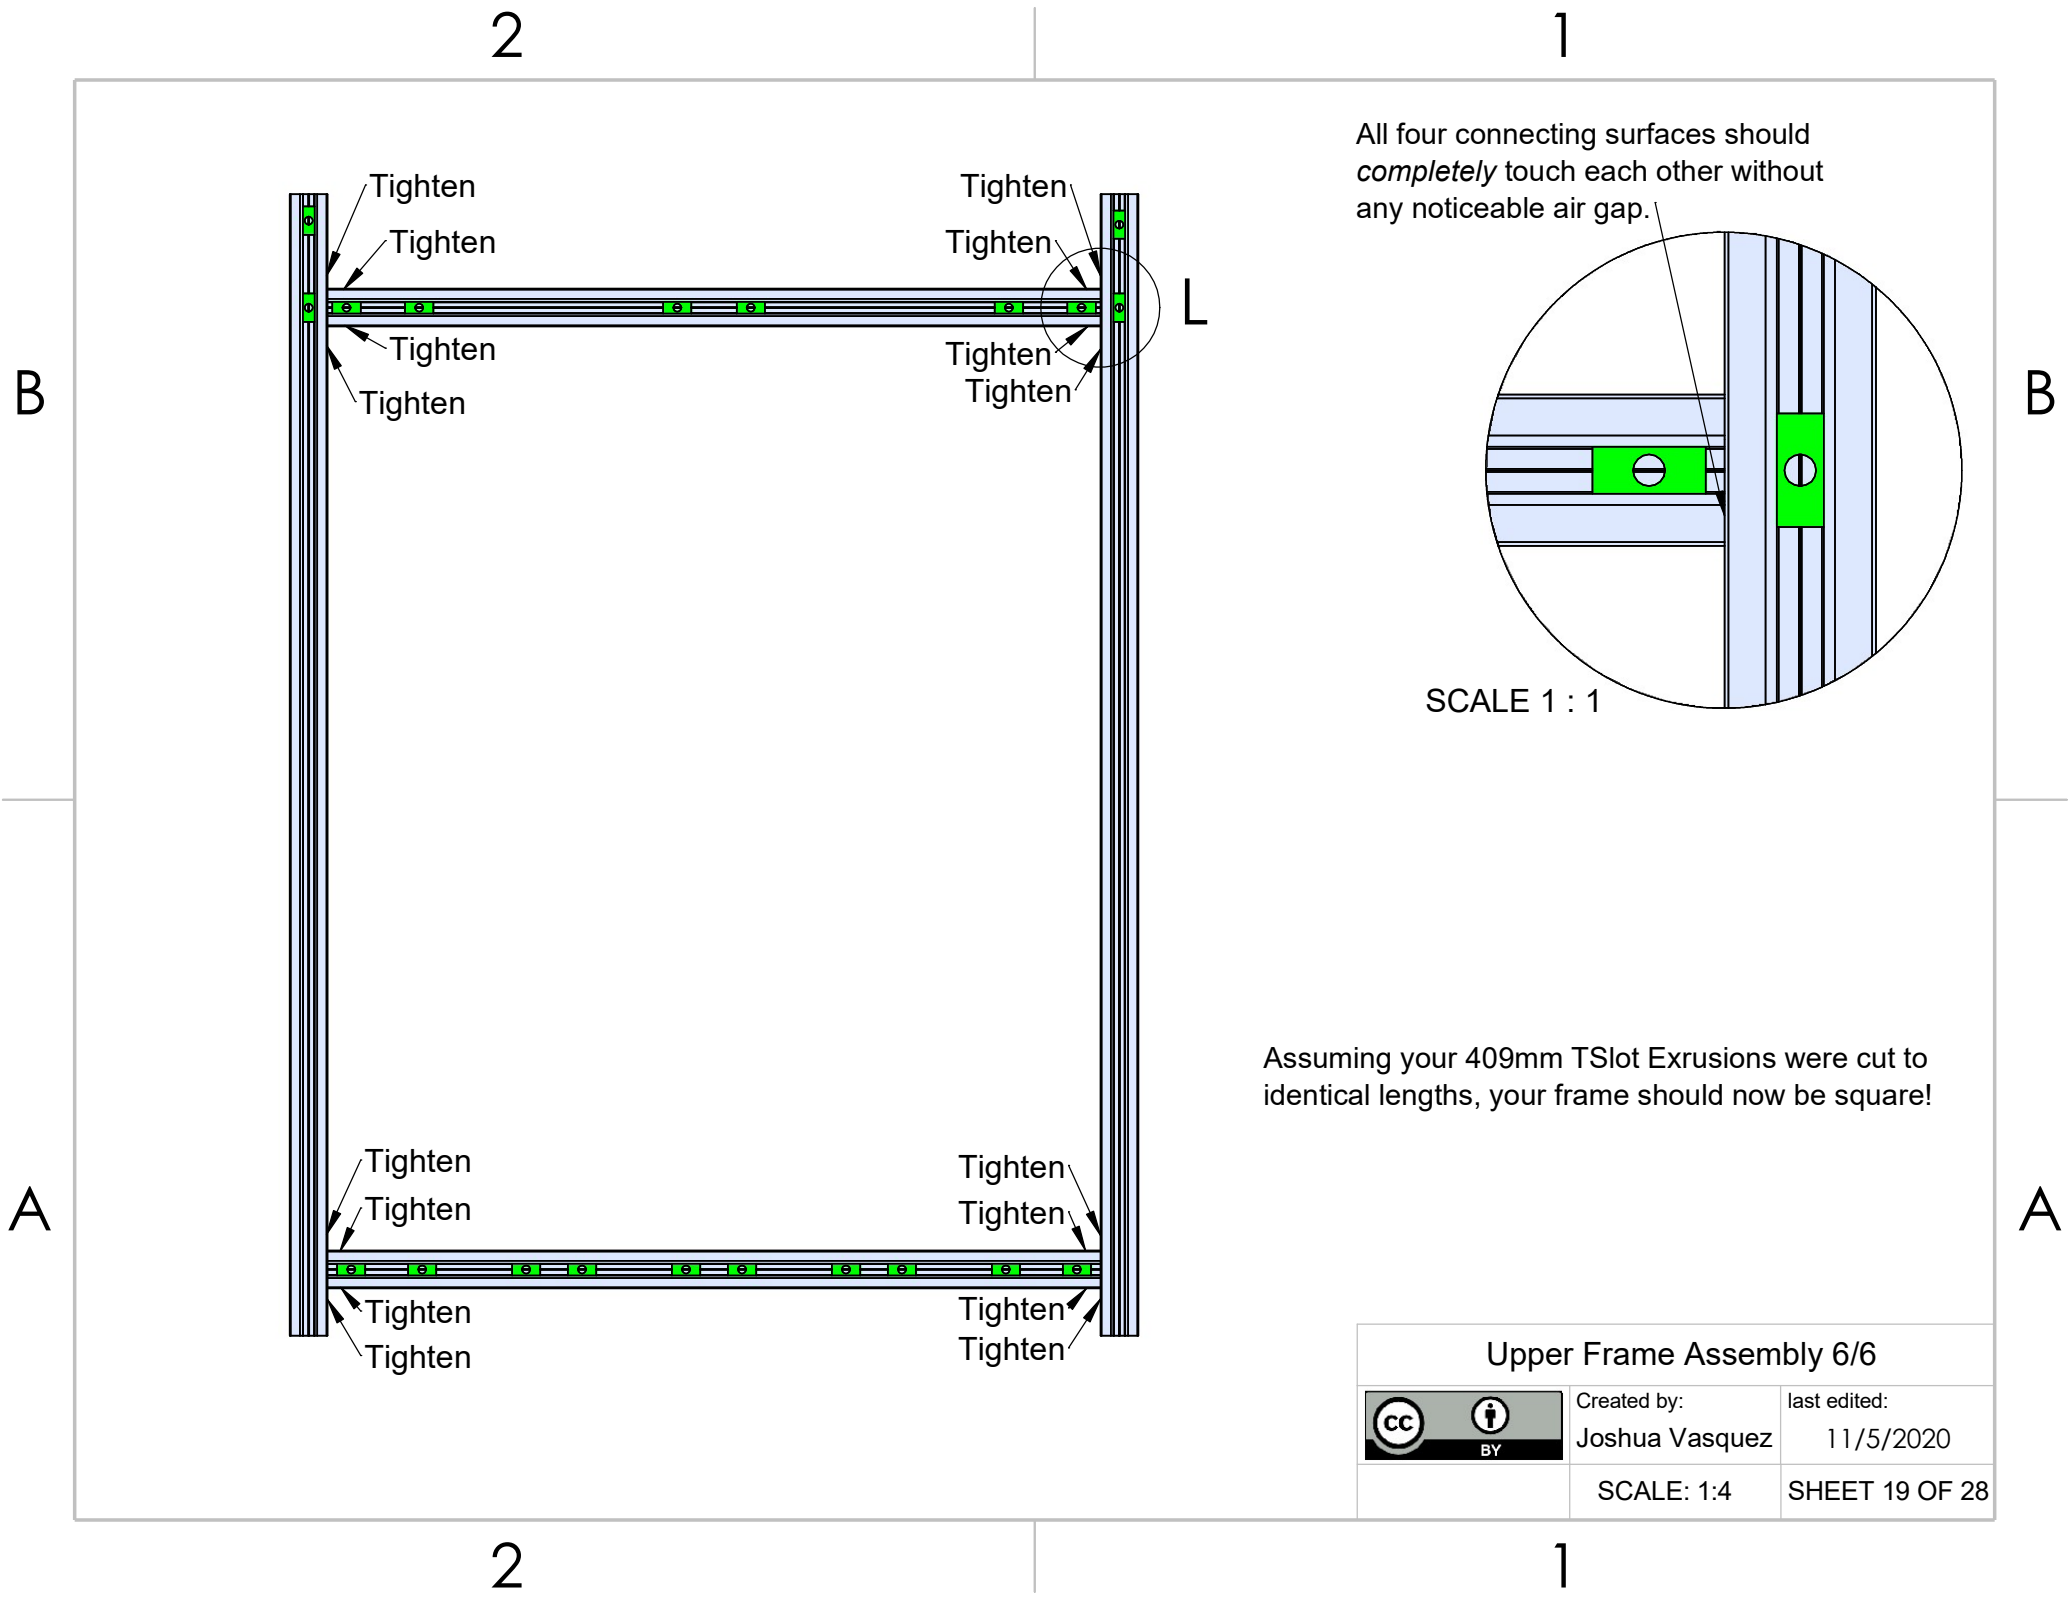 2
1
All four connecting surfaces should
completely touch each other without
any noticeable air gap.
Tighten
Tighten
Tighten
Tighten
L
Tighten
Tighten
Tighten
Tighten
B
B
SCALE 1 : 1
Assuming your 409mm TSlot Exrusions were cut to
identical lengths, your frame should now be square!
Tighten
Tighten
Tighten
Tighten
A
A
Tighten
Tighten
Tighten
Tighten
Upper Frame Assembly 6/6
CC
BY
Created by:
Joshua Vasquez
last edited:
11/5/2020
SCALE: 1:4
SHEET 19 OF 28
2
1